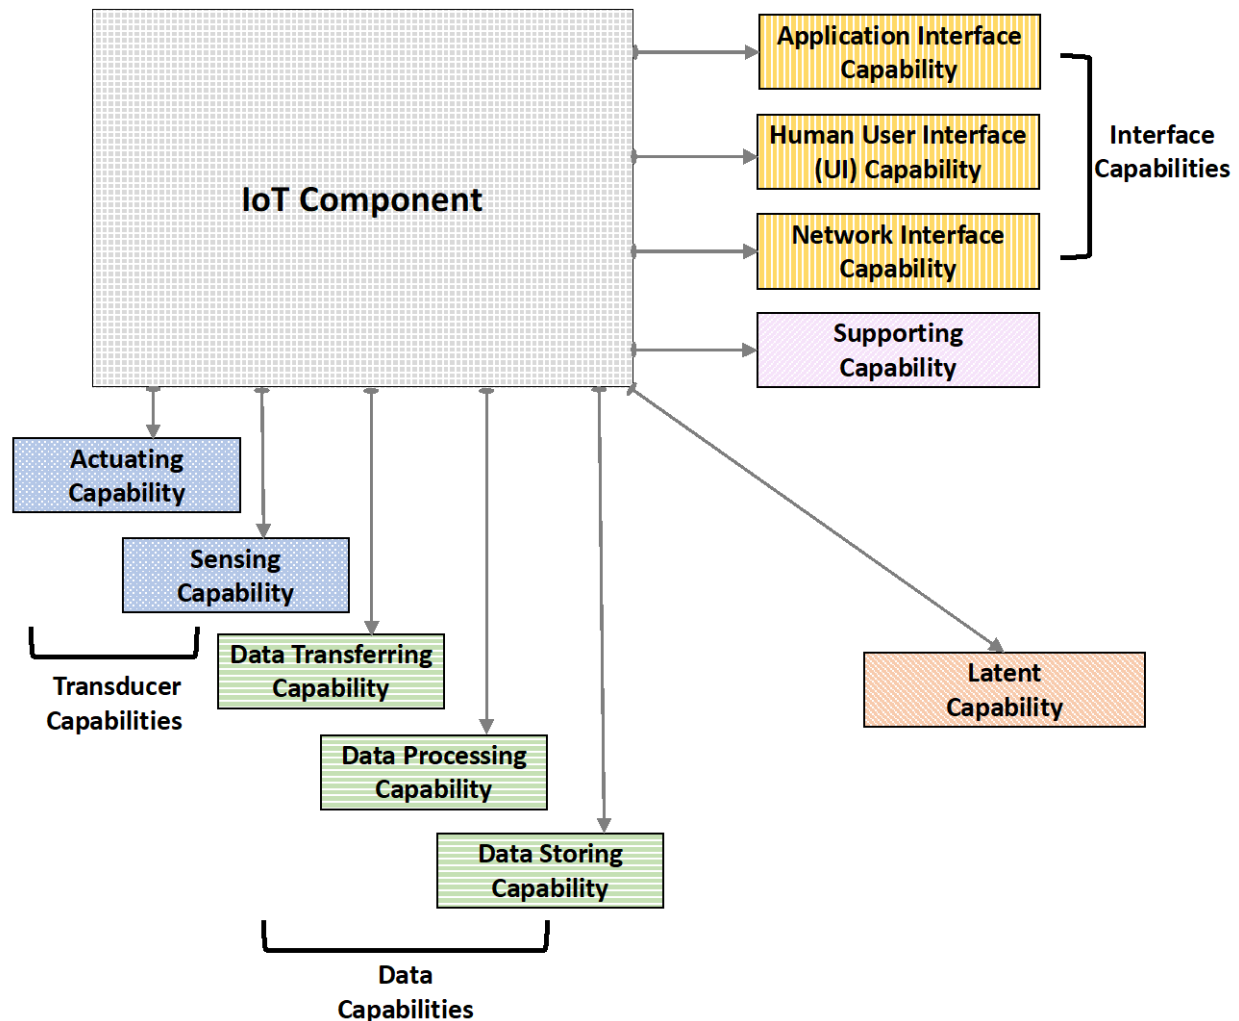 Application Interface
Capability
Human User Interface
(UI) Capability
Interface
Capabilities
IoT Component
Network Interface
Capability
Supporting
Capability
Actuating
Capability
Sensing
Capability
Transducer
Capabilities
Data Transferring
Capability
Latent
Capability
Data Processing
Capability
Data Storing
Capability
Data
Capabilities